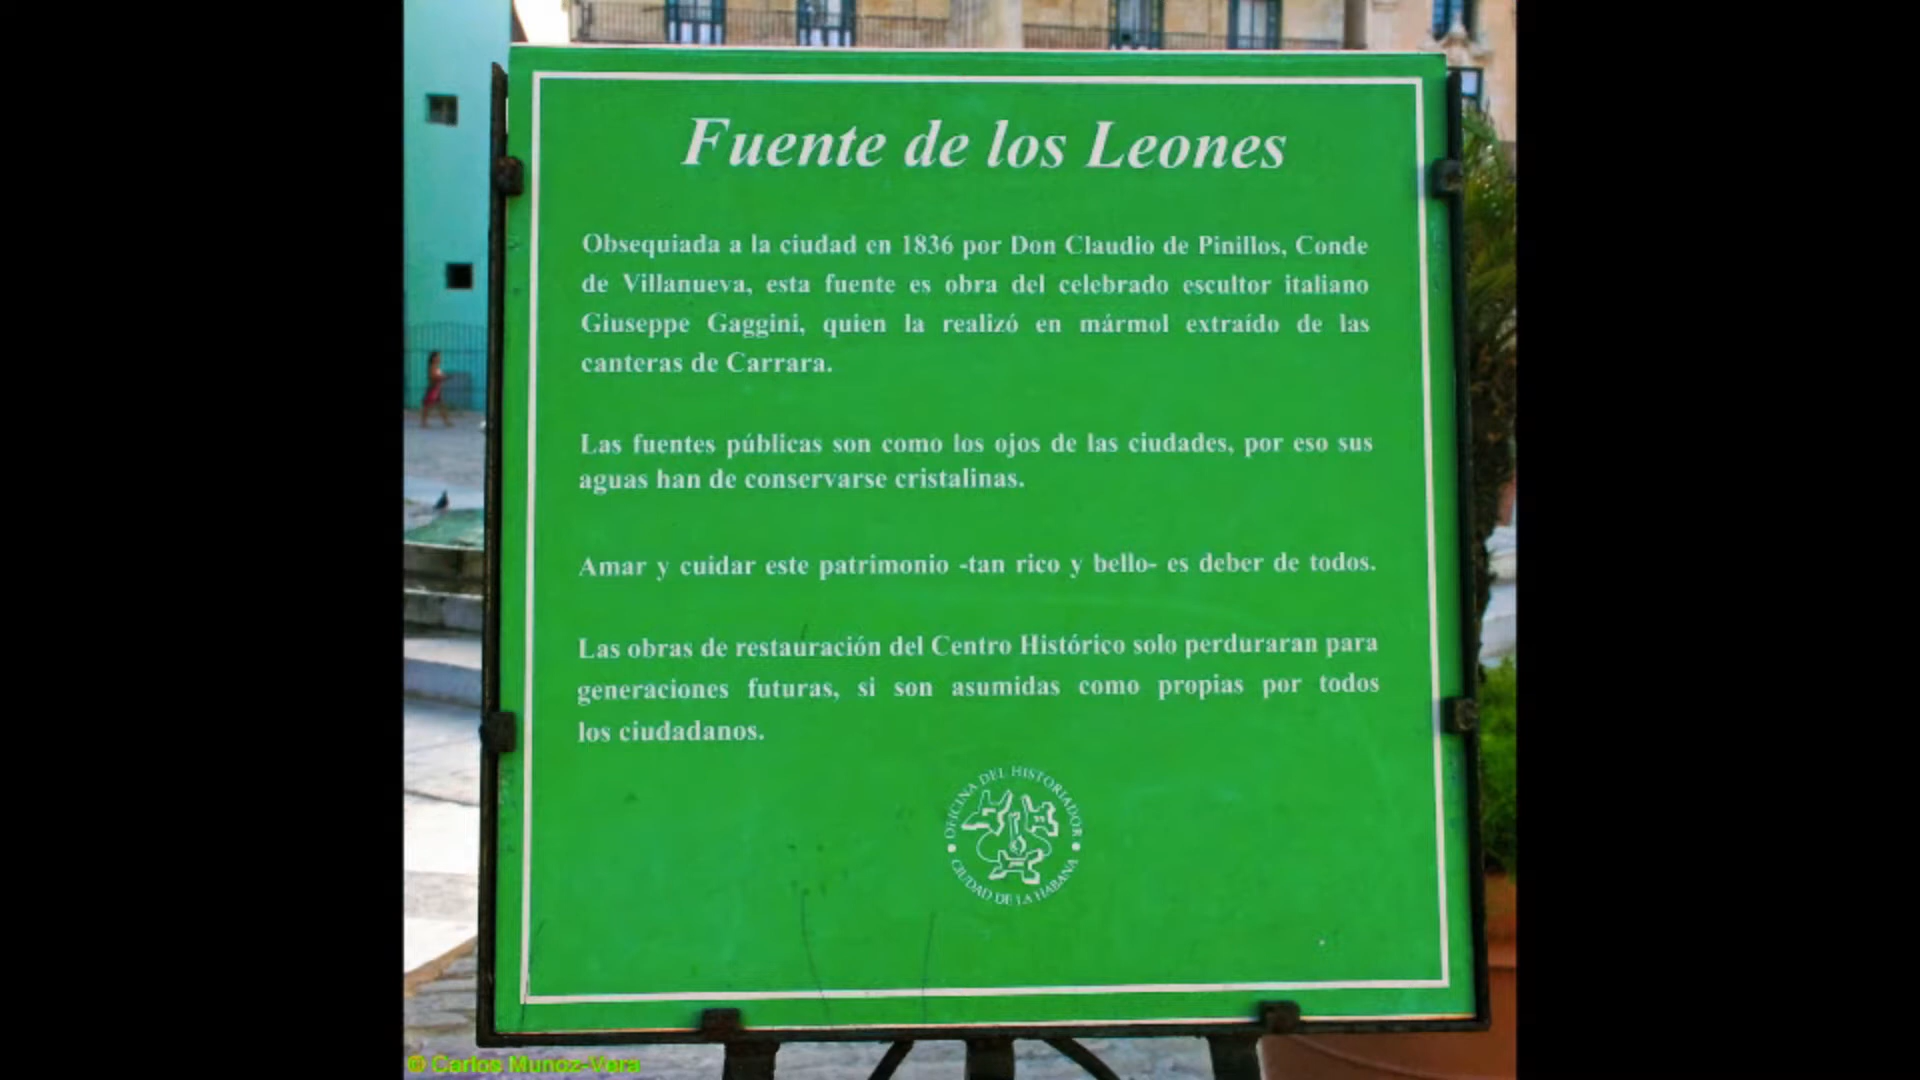 Fuente de los Leones
Obsequiada a la ciudad en 1836 por Don Claudio de Pinillos, Conde
de Villanueva, esta fuente es obra del celebrado escultor italiano
Giuseppe Gaggini, quien la realizó en mármol extraído de las
canteras de Carrara.
Las fuentes públicas son como los ojos de las ciudades, por eso sus
aguas han de conservarse cristalinas.
Amar y cuidar este patrimonio -tan rico y bello- es deber de todos.
Las obras de restauración del Centro Histórico solo perduraran para
generaciones futuras, si son asumidas como propias por todos
los ciudadanos.
OFICINA DEL HISTORIADOR
CIUDAD DE LA HABANA
© Carlos Munoz-Vera